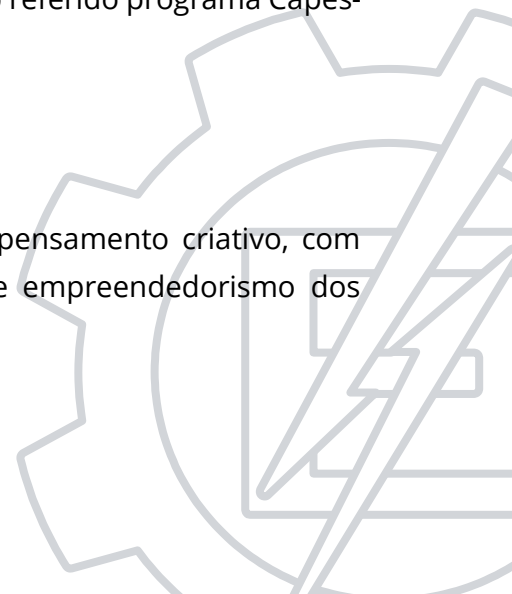 referido programa Capes-
pensamento criativo, com
e empreendedorismo dos